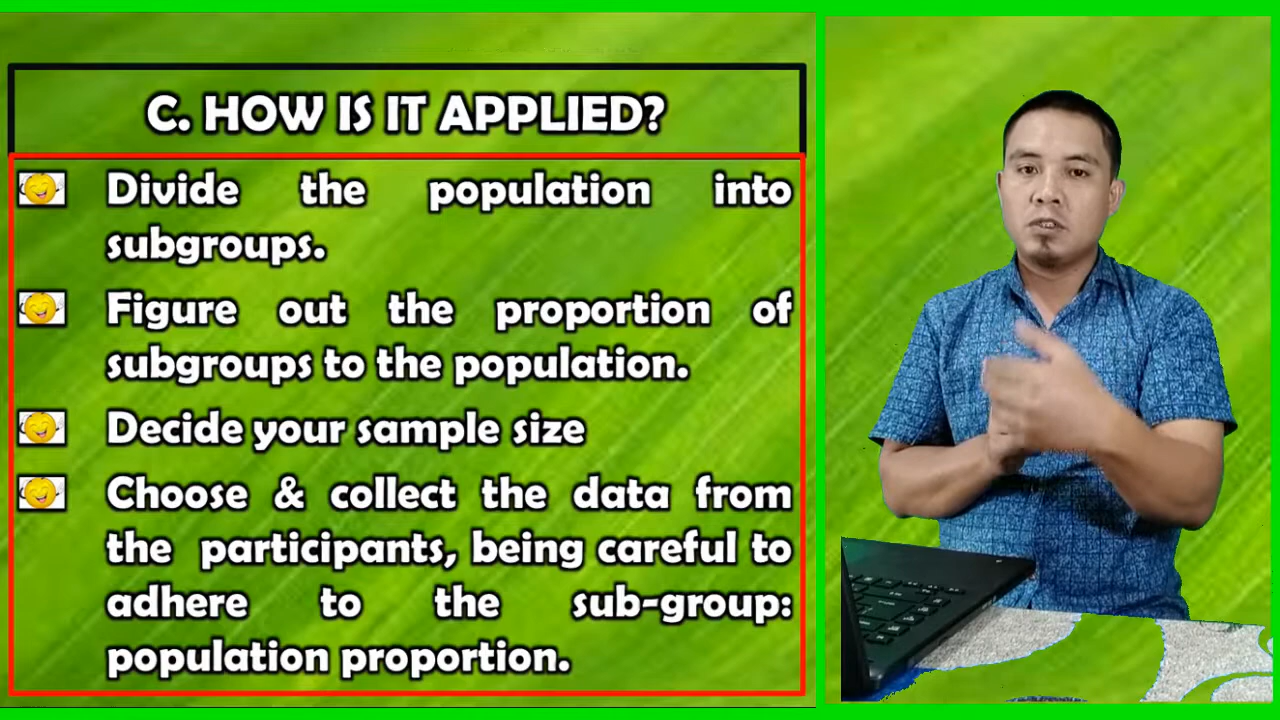 C. HOW IS IT APPLIED?
Divide the population into
subgroups.
Figure out the proportion of
subgroups to the population.
Decide your sample size
Choose & collect the data from
the participants, being careful to
adhere to the sub-group:
population proportion.